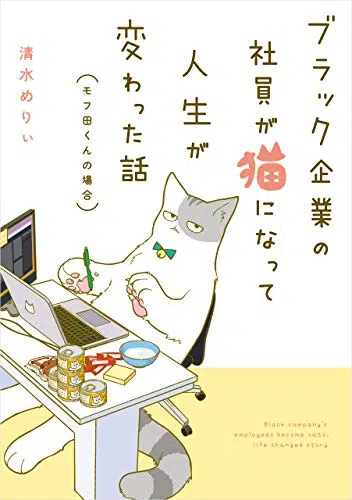 ブラック企業の
社員が猫になって
人生が
変わった話
(モフ田くんの場合)
清水めりぃ
Black company's
employees become cats,
life changed story